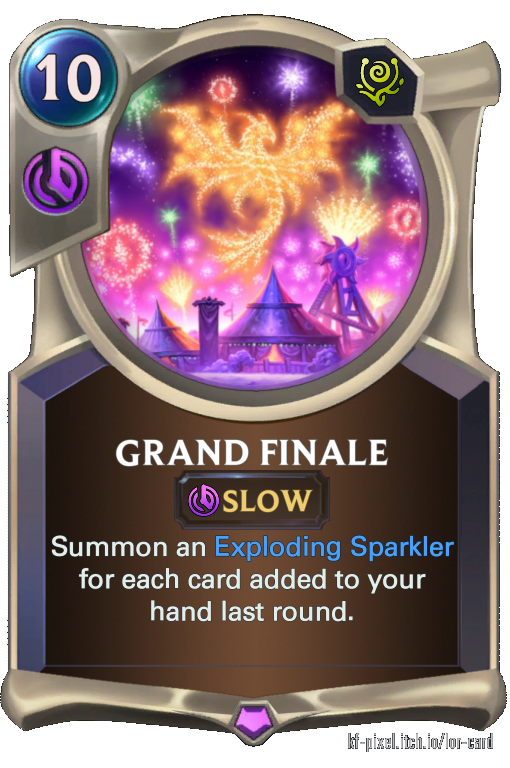 10
GRAND FINALE
SLOW
Summon an Exploding Sparkler
for each card added to your
hand last round.
kf-pixel.itch.io/lor-card